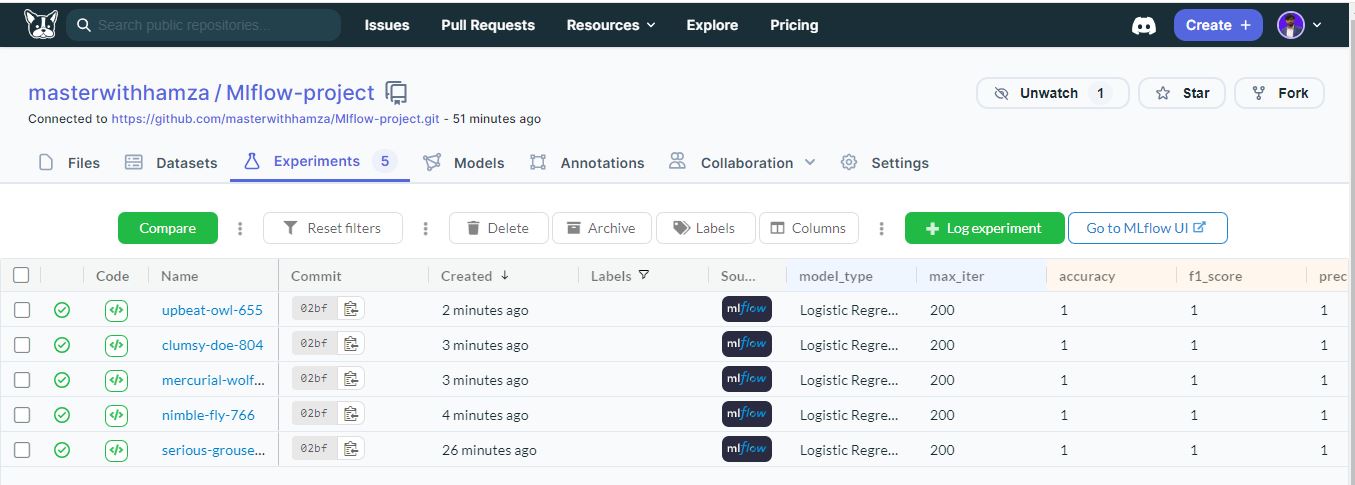 Search public repositories... Issues Pull Requests Resources Explore Pricing Create +
masterwithhamza / Mlflow-project Unwatch 1 Star Fork
Connected to https://github.com/masterwithhamza/Mlflow-project.git - 51 minutes ago
Files Datasets Experiments 5 Models Annotations Collaboration Settings
Compare Reset filters Delete Archive Labels Columns Log experiment Go to MLflow UI
Code Name Commit Created ↓ Labels Sou... model_type max_iter accuracy f1_score prec
</> upbeat-owl-655 02bf 2 minutes ago mlflow Logistic Regre... 200 1 1 1
</> clumsy-doe-804 02bf 3 minutes ago mlflow Logistic Regre... 200 1 1 1
</> mercurial-wolf... 02bf 3 minutes ago mlflow Logistic Regre... 200 1 1 1
</> nimble-fly-766 02bf 4 minutes ago mlflow Logistic Regre... 200 1 1 1
</> serious-grouse... 02bf 26 minutes ago mlflow Logistic Regre... 200 1 1 1